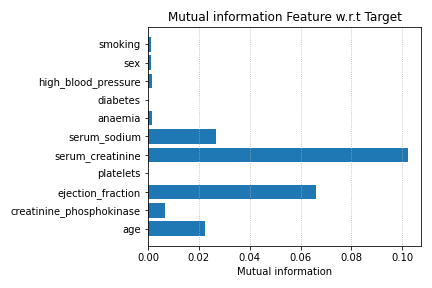 Mutual information Feature w.r.t Target
smoking
sex
high_blood_pressure
diabetes
anaemia
serum_sodium
serum_creatinine
platelets
ejection_fraction
creatinine_phosphokinase
age
0.00 0.02 0.04 0.06 0.08 0.10
Mutual information